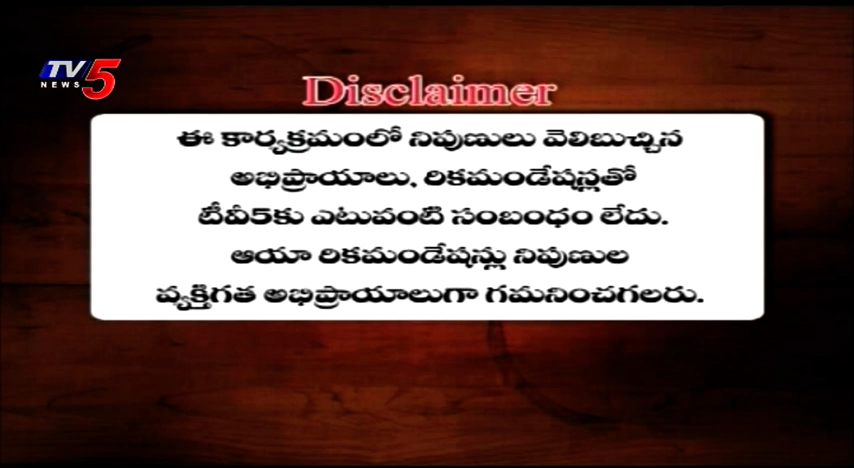 TV5
NEWS
Disclaimer
ఈ కార్యక్రమంలో నిపుణులు వెలిబుచ్చిన
అభిప్రాయాలు, రికమండేషన్లతో
టీవీ5కు ఎటువంటి సంబంధం లేదు.
ఆయా రికమండేషన్లు నిపుణుల
వ్యక్తిగత అభిప్రాయాలుగా గమనించగలరు.